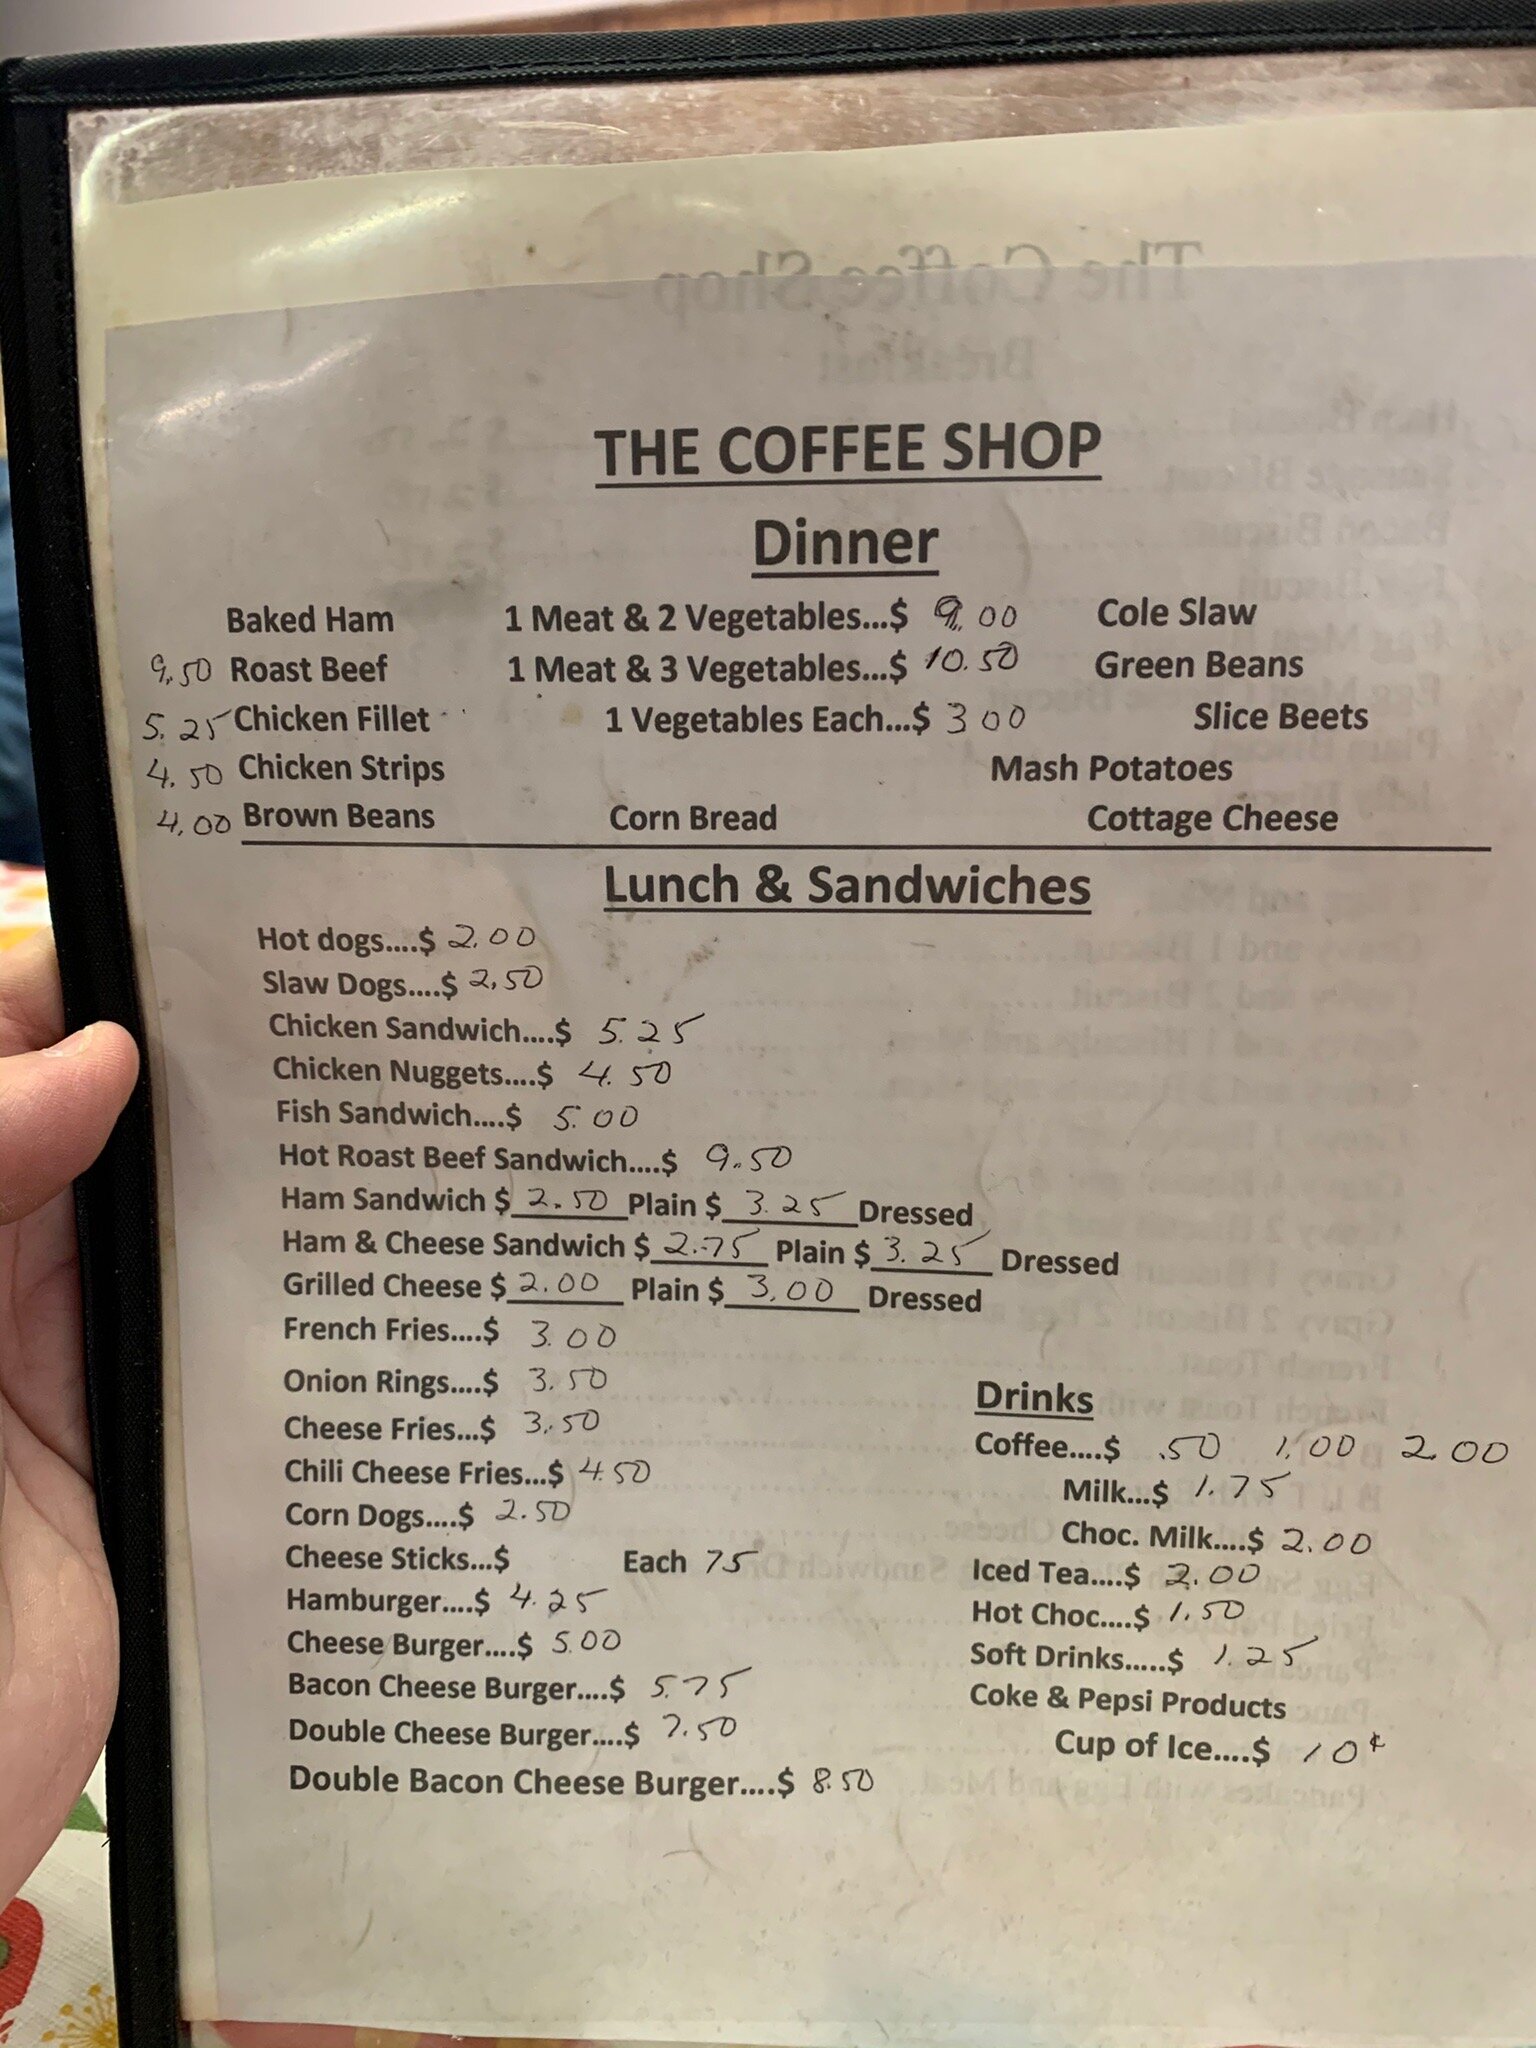 The Coffee Shop
Breakfast
THE COFFEE SHOP
Dinner
Baked Ham 1 Meat & 2 Vegetables...$ 9.00 Cole Slaw
9.50 Roast Beef 1 Meat & 3 Vegetables...$ 10.50 Green Beans
5.25 Chicken Fillet 1 Vegetables Each...$ 3 00 Slice Beets
4.50 Chicken Strips Mash Potatoes
4.00 Brown Beans Corn Bread Cottage Cheese
Lunch & Sandwiches
Hot dogs....$ 2.00
Slaw Dogs....$ 2.50
Chicken Sandwich....$ 5.25
Chicken Nuggets....$ 4.50
Fish Sandwich....$ 5.00
Hot Roast Beef Sandwich....$ 9.50
Ham Sandwich $ 2.50 Plain $ 3.25 Dressed
Ham & Cheese Sandwich $ 2.75 Plain $ 3.25 Dressed
Grilled Cheese $ 2.00 Plain $ 3.00 Dressed
French Fries....$ 3.00
Onion Rings....$ 3.50
Cheese Fries...$ 3.50
Chili Cheese Fries...$ 4.50
Corn Dogs....$ 2.50
Cheese Sticks...$ Each 75
Hamburger....$ 4.25
Cheese Burger....$ 5.00
Bacon Cheese Burger....$ 5.75
Double Cheese Burger....$ 7.50
Double Bacon Cheese Burger....$ 8.50
Drinks
Coffee....$ .50 1.00 2.00
Milk...$ 1.75
Choc. Milk....$ 2.00
Iced Tea....$ 2.00
Hot Choc....$ 1.50
Soft Drinks.....$ 1.25
Coke & Pepsi Products
Cup of Ice....$ 10¢